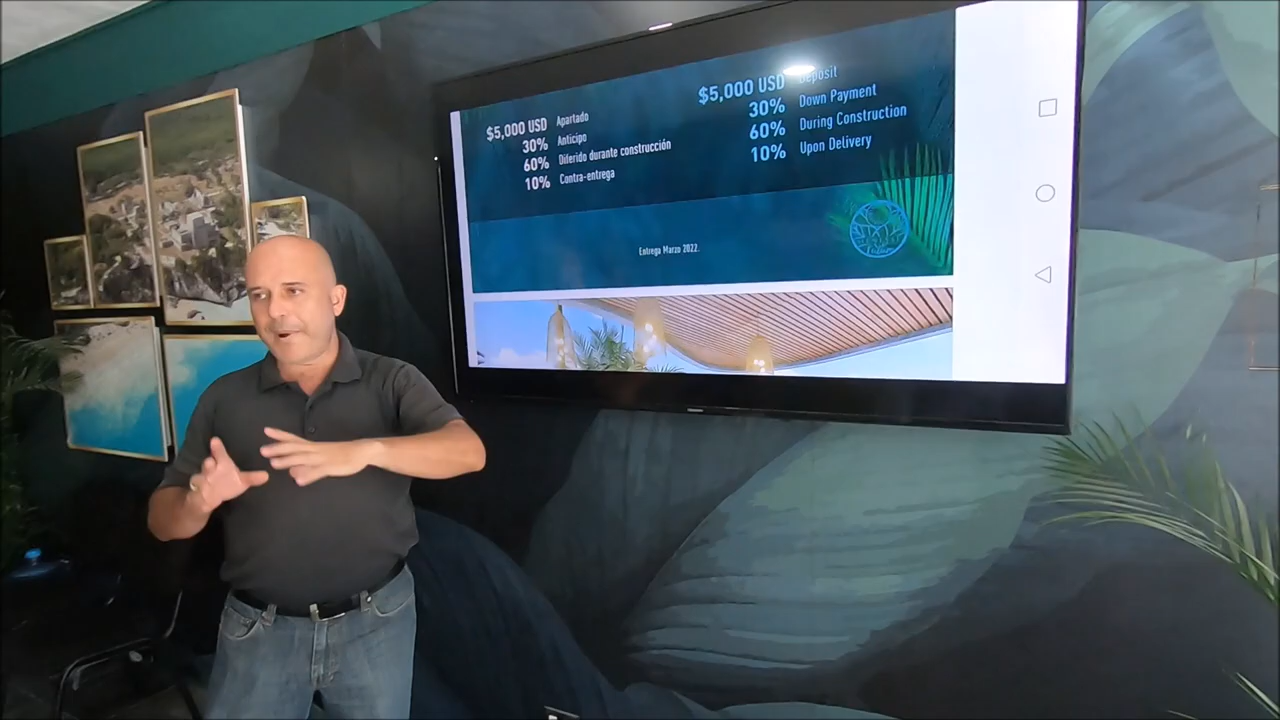 $5,000 USD Apartado
30% Anticipo
60% Diferido durante construcción
10% Contra-entrega
$5,000 USD Deposit
30% Down Payment
60% During Construction
10% Upon Delivery
Entrega Marzo 2022.